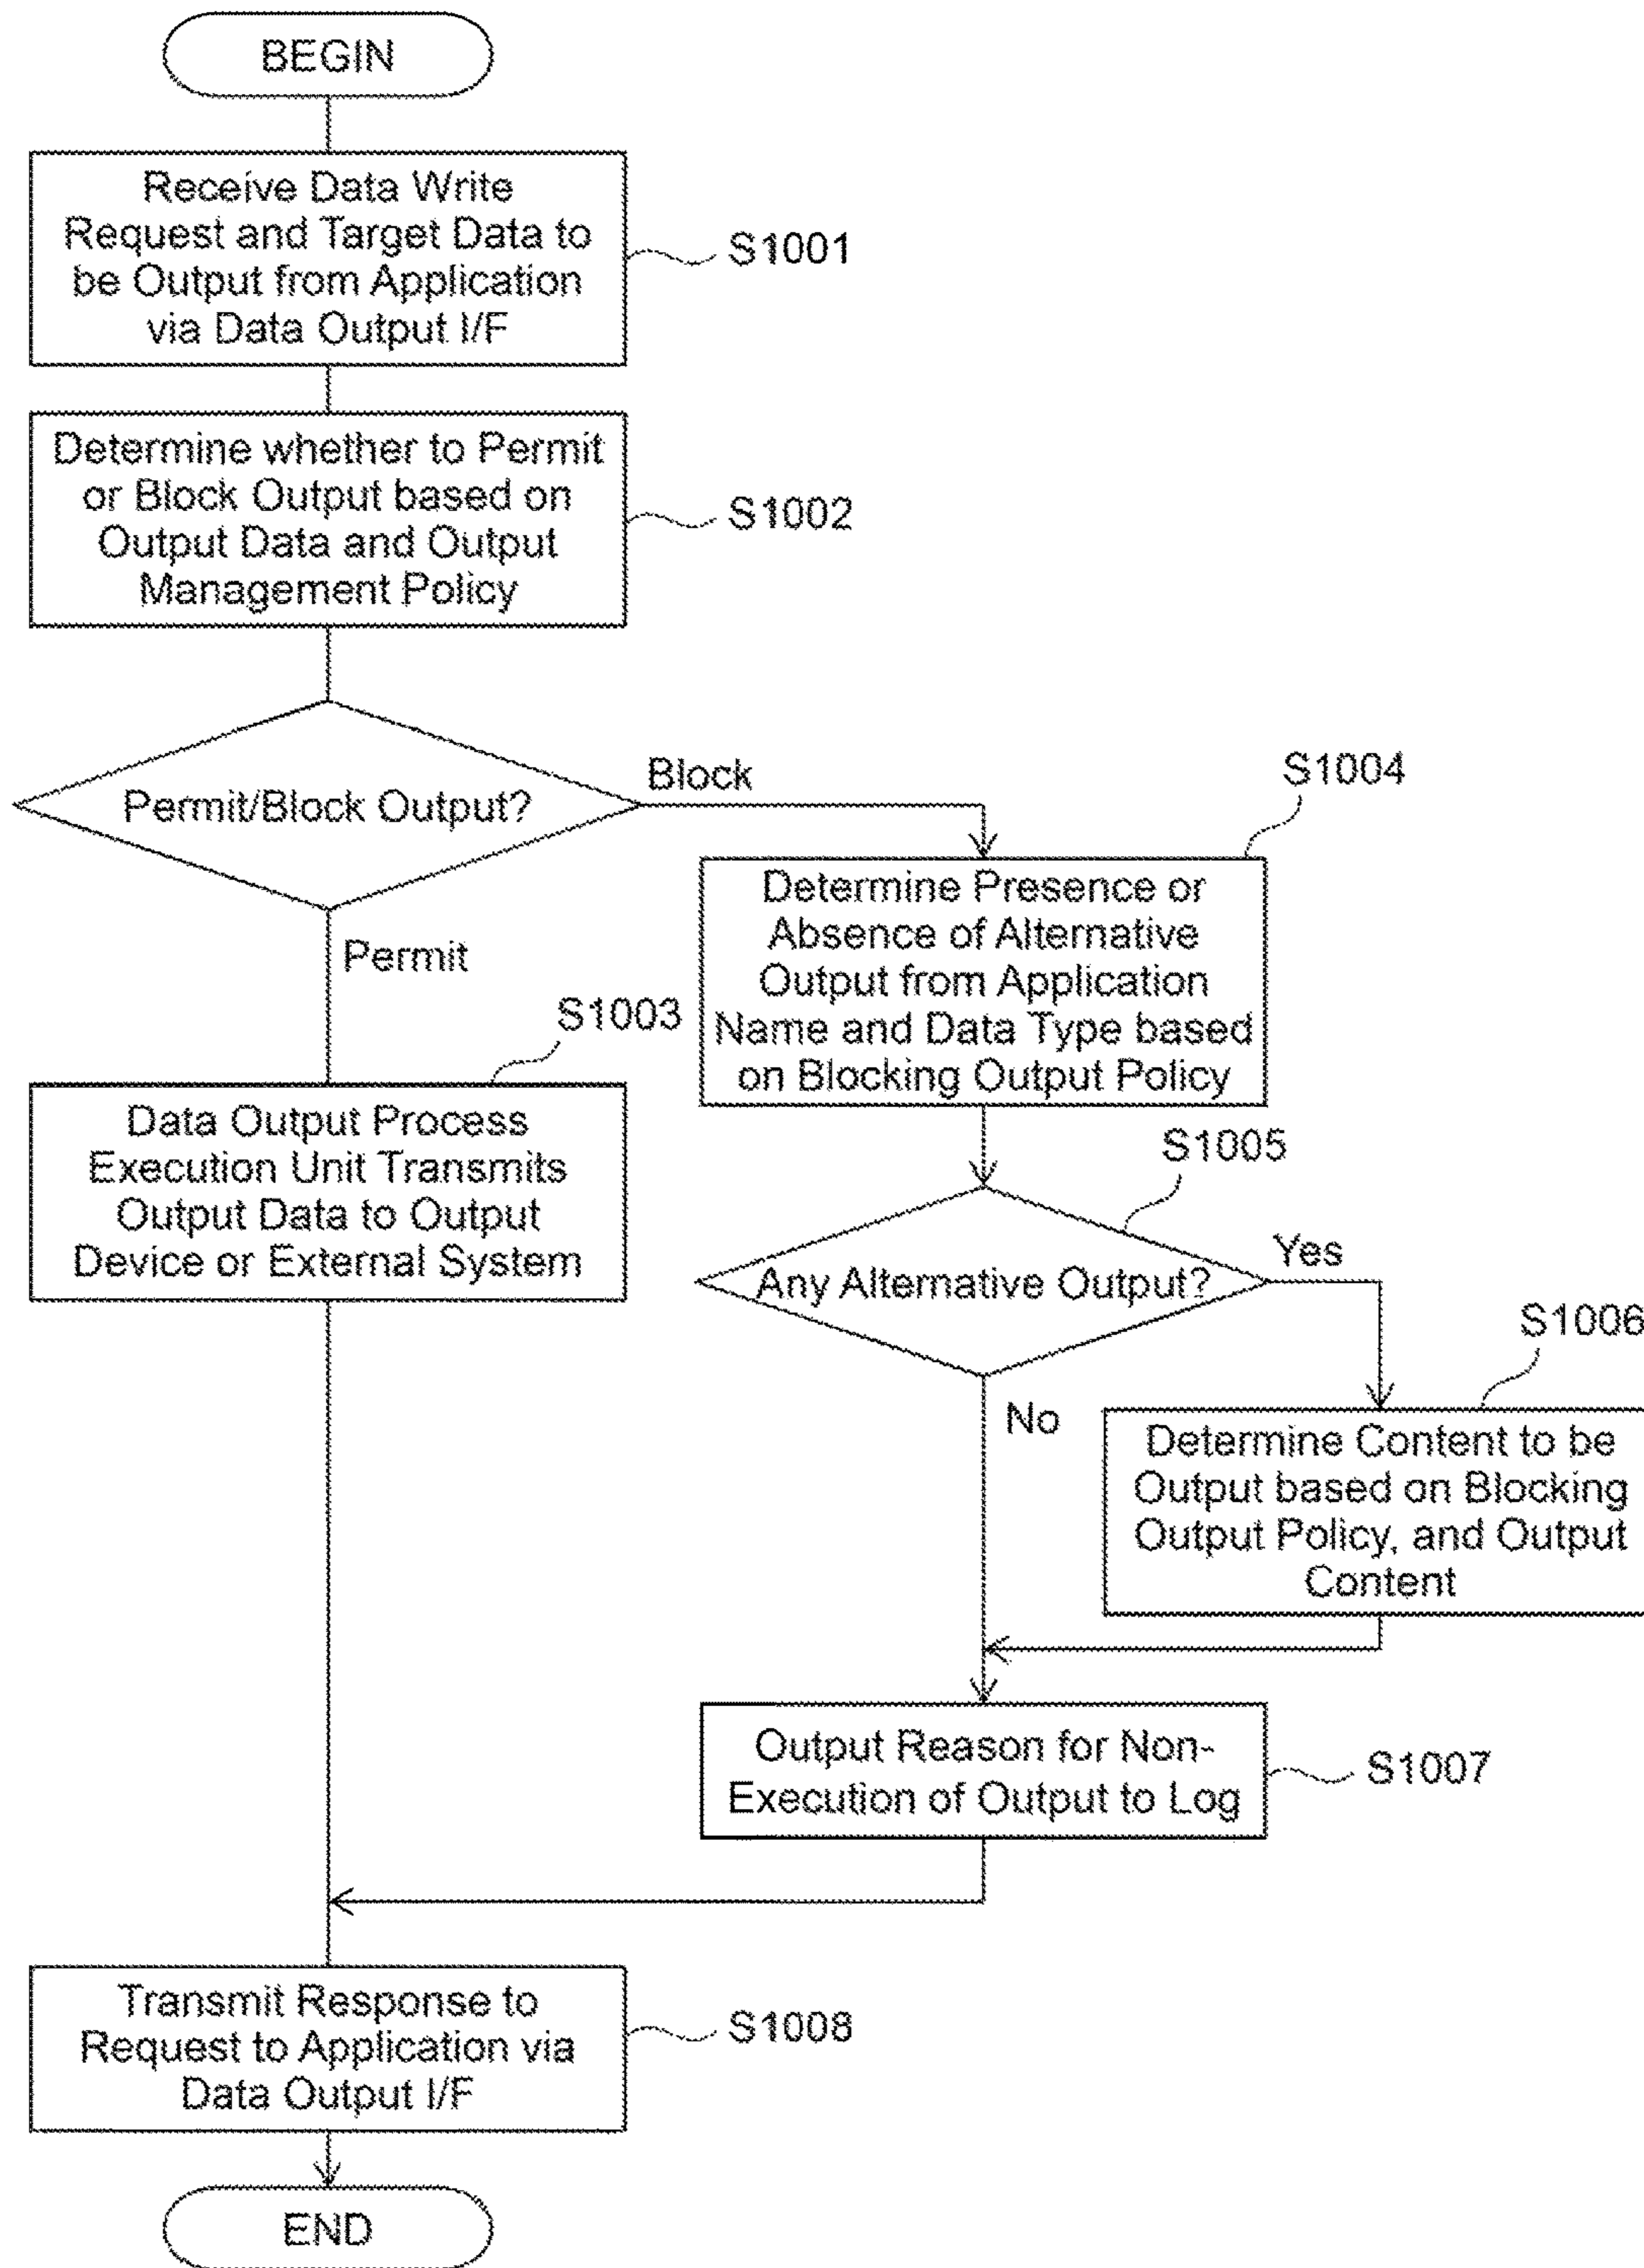 BEGIN
Receive Data Write
Request and Target Data to
be Output from Application
via Data Output I/F
S1001
Determine whether to Permit
or Block Output based on
Output Data and Output
Management Policy
S1002
Permit/Block Output?
Block
Permit
S1003
Data Output Process
Execution Unit Transmits
Output Data to Output
Device or External System
S1004
Determine Presence or
Absence of Alternative
Output from Application
Name and Data Type based
on Blocking Output Policy
S1005
Any Alternative Output?
Yes
No
S1006
Determine Content to be
Output based on Blocking
Output Policy, and Output
Content
Output Reason for Non-
Execution of Output to Log
S1007
Transmit Response to
Request to Application via
Data Output I/F
S1008
END